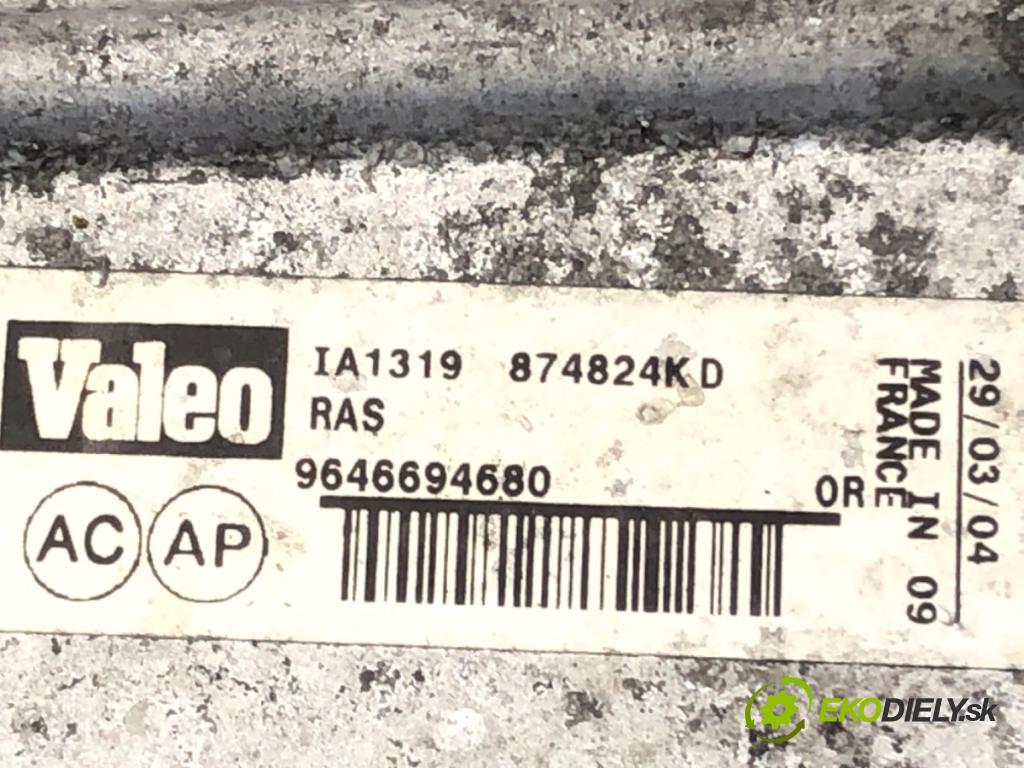 Valeo
IA1319 874824KD
RAS
9646694680
OR
AC AP
MADE IN 09
FRANCE
29/03/04
EKODIELY.sk